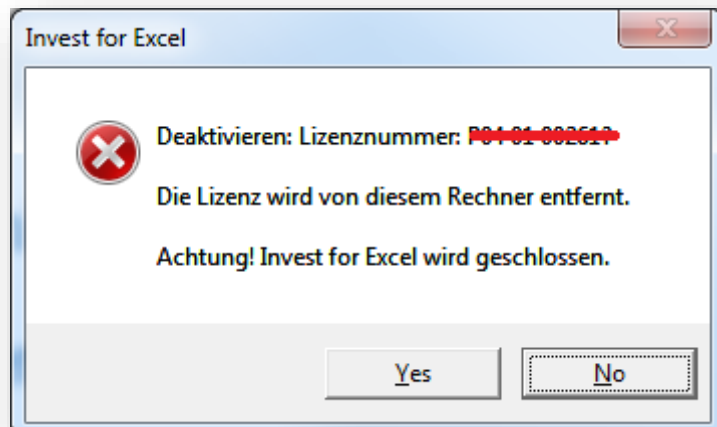 Invest for Excel
Deaktivieren: Lizenznummer:
Die Lizenz wird von diesem Rechner entfernt.
Achtung! Invest for Excel wird geschlossen.
Yes
No